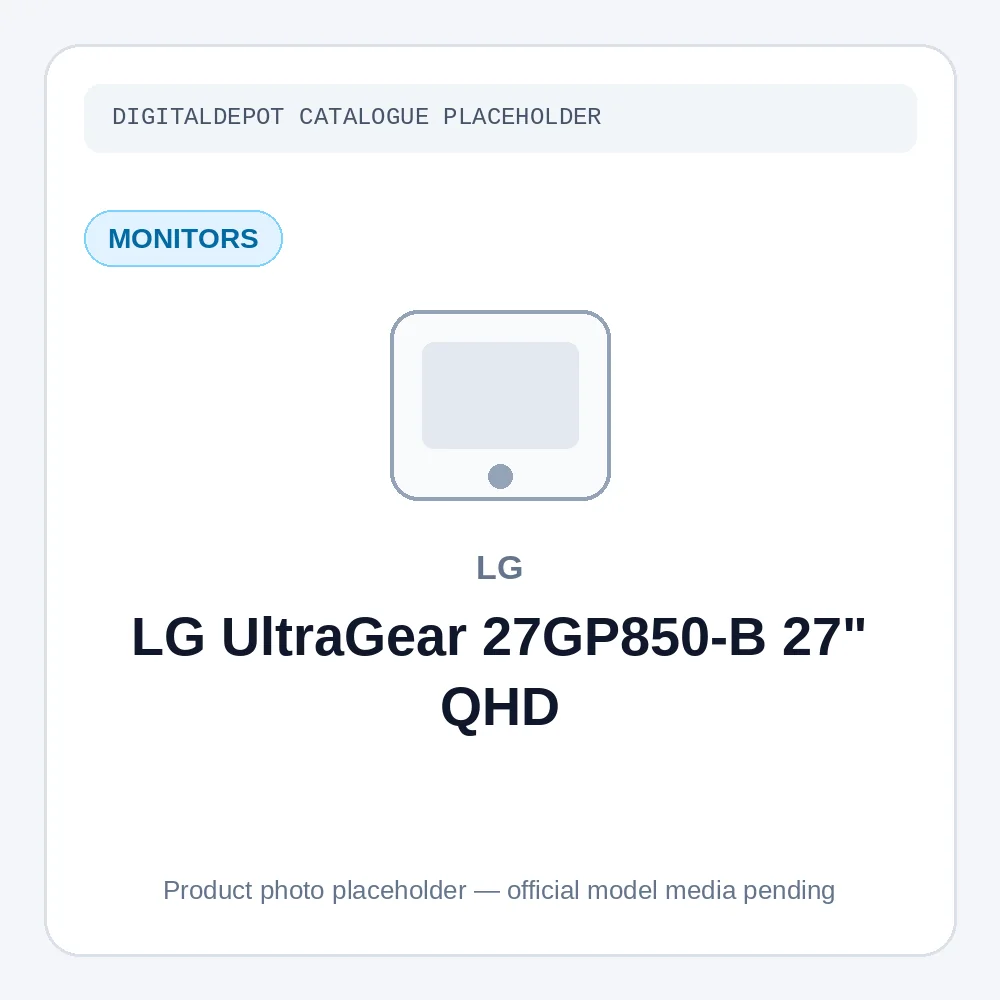 DIGITALDEPOT CATALOGUE PLACEHOLDER
MONITORS
LG
LG UltraGear 27GP850-B 27"
QHD
Product photo placeholder — official model media pending